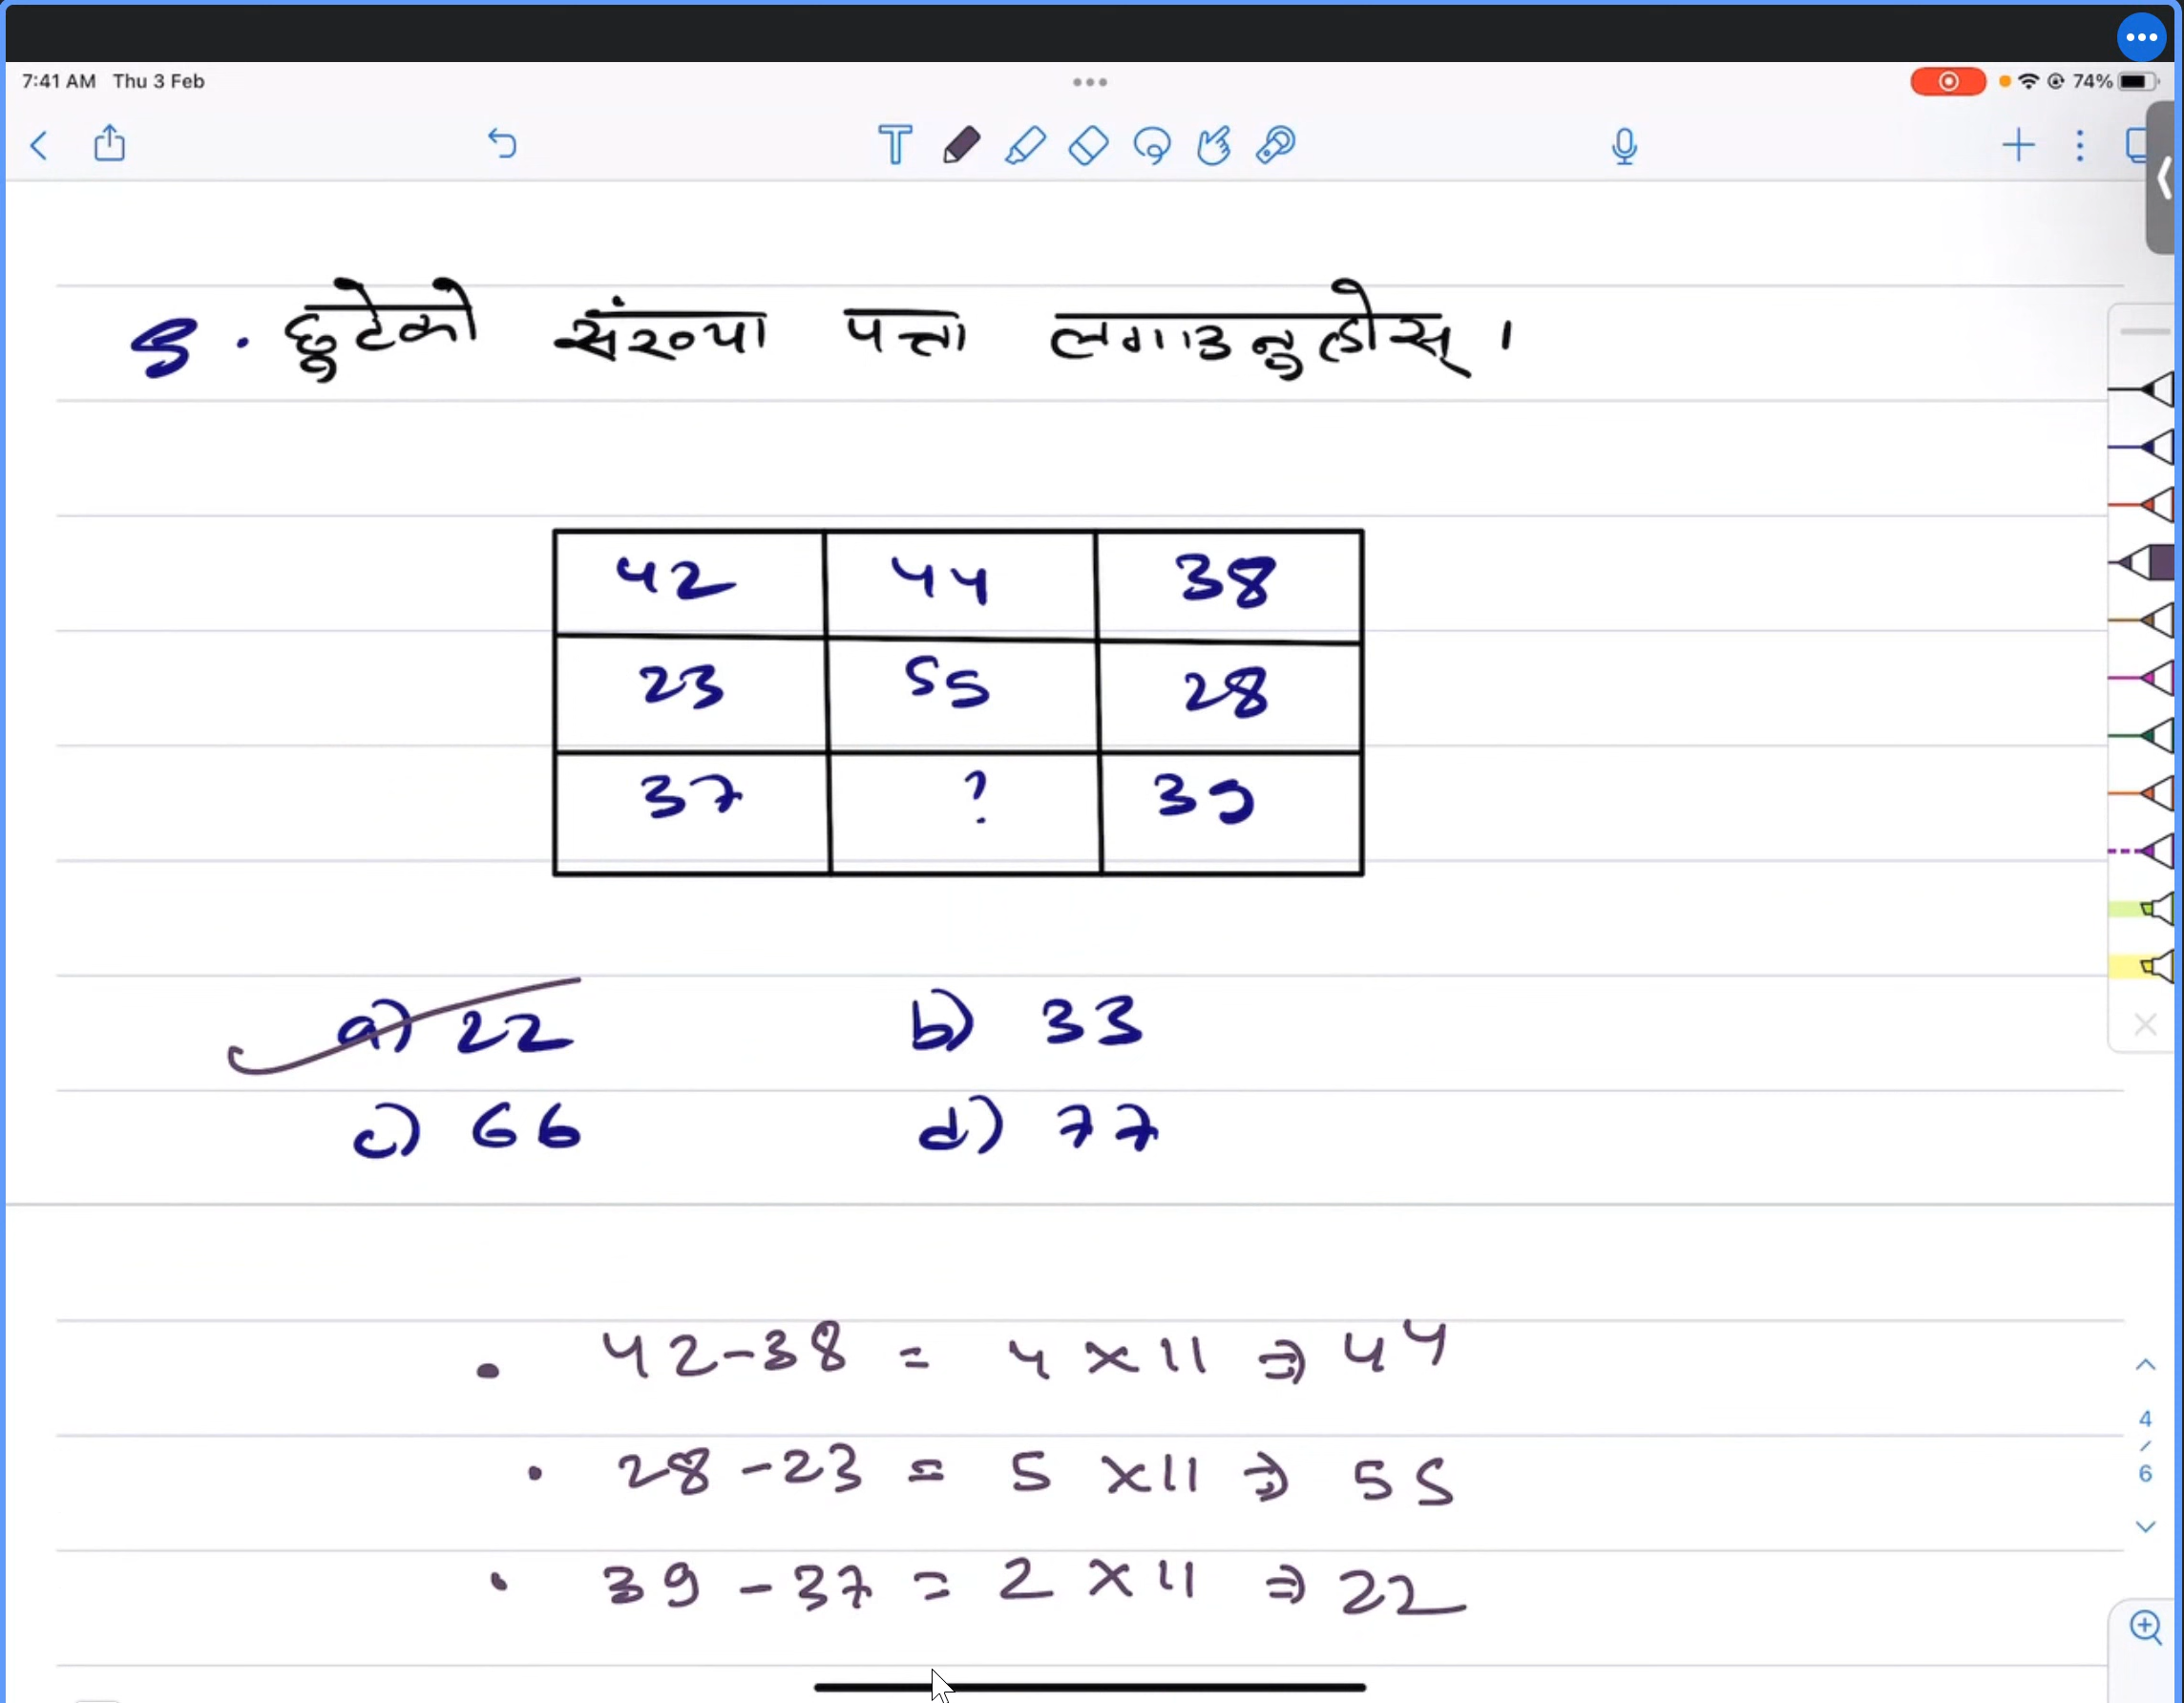 7:41 AM Thu 3 Feb
74%
T
8. छुटेको संख्या पत्ता लगाउनुहोस् ।
42 44 38
23 55 28
37 ? 39
a) 22 b) 33
c) 66 d) 77
• 42-38 = 4 × 11 ⇒ 44
• 28-23 = 5 × 11 ⇒ 55
• 39-37 = 2 × 11 ⇒ 22
4
/
6